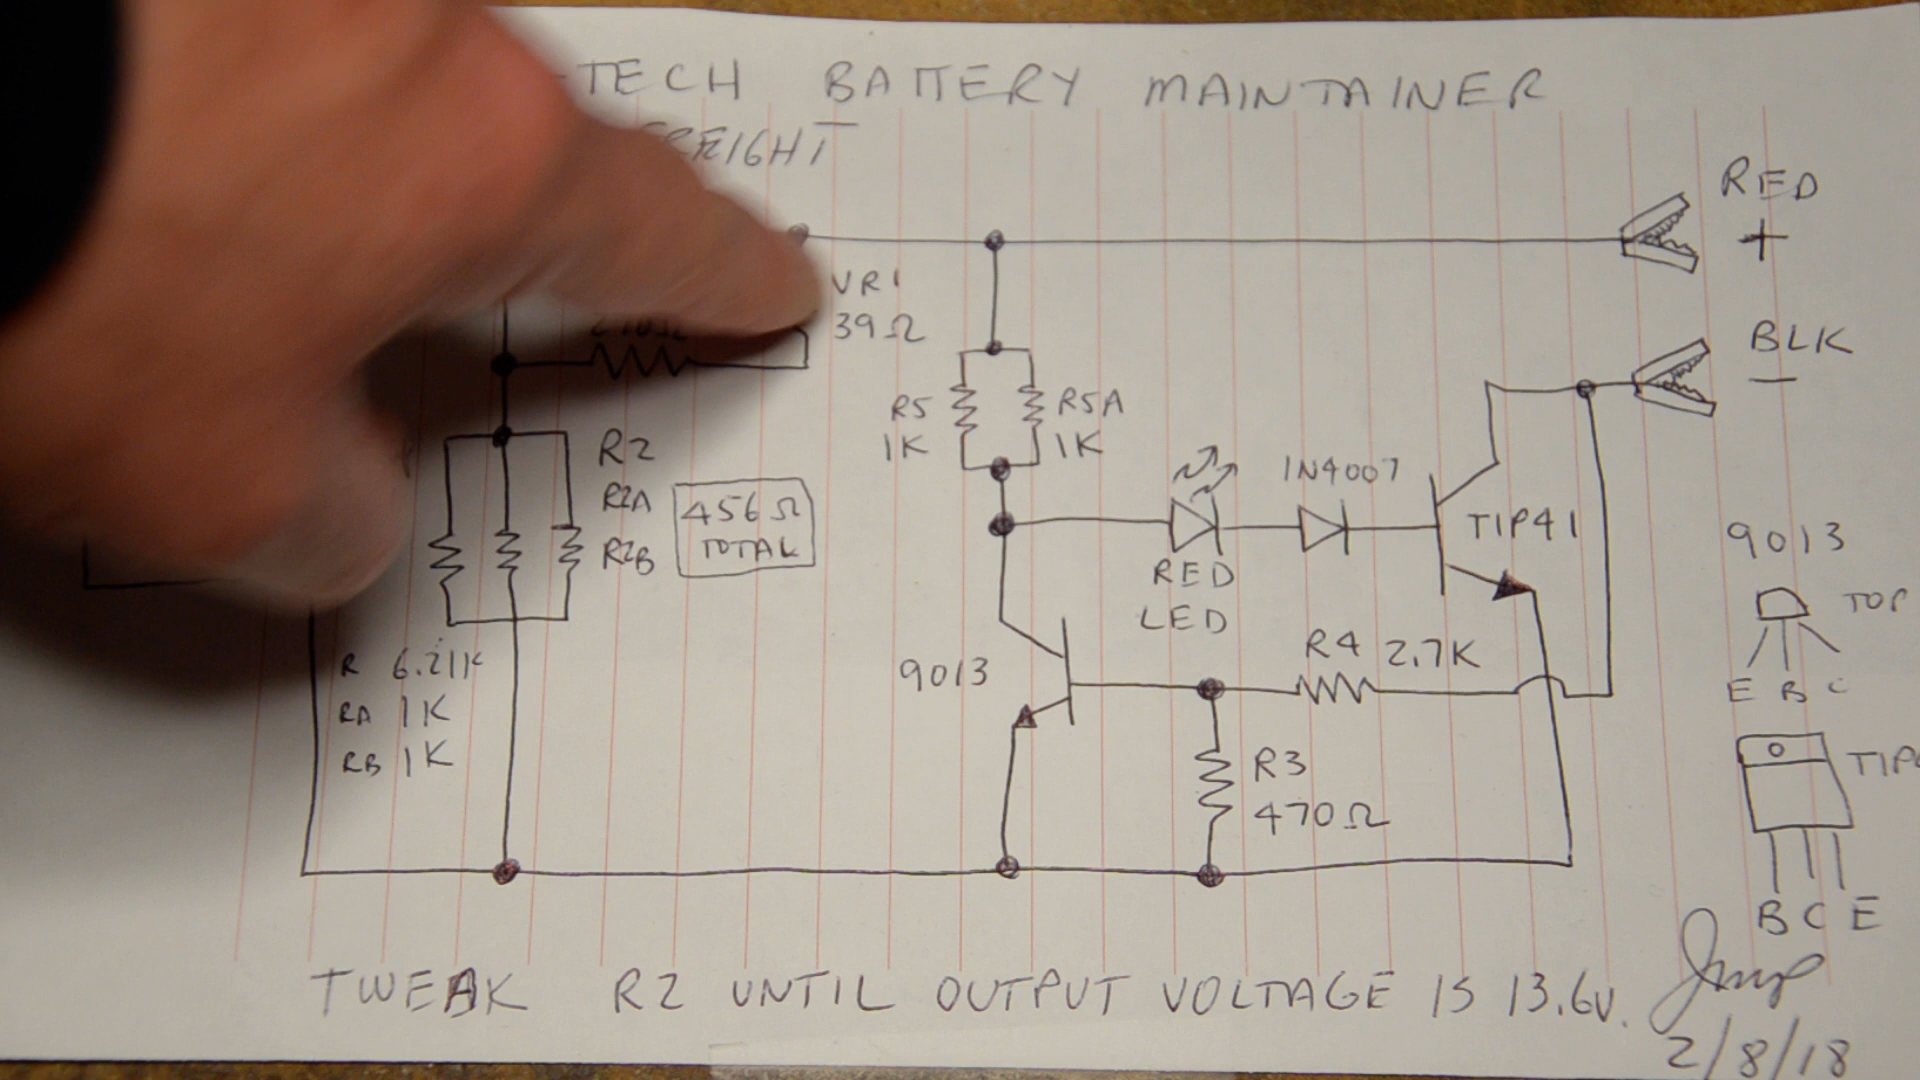 -TECH BATTERY MAINTAINER
FREIGHT
RED
+
VR1
39Ω
BLK
−
R5
1K
R5A
1K
R2
R2A
R2B
456Ω
TOTAL
1N4007
TIP41
RED
LED
9013
TOP
E B C
R 6.21K
RA 1K
RB 1K
9013
R4 2.7K
R3
470Ω
TIP
B C E
TWEAK R2 UNTIL OUTPUT VOLTAGE IS 13.6V.
2/8/18